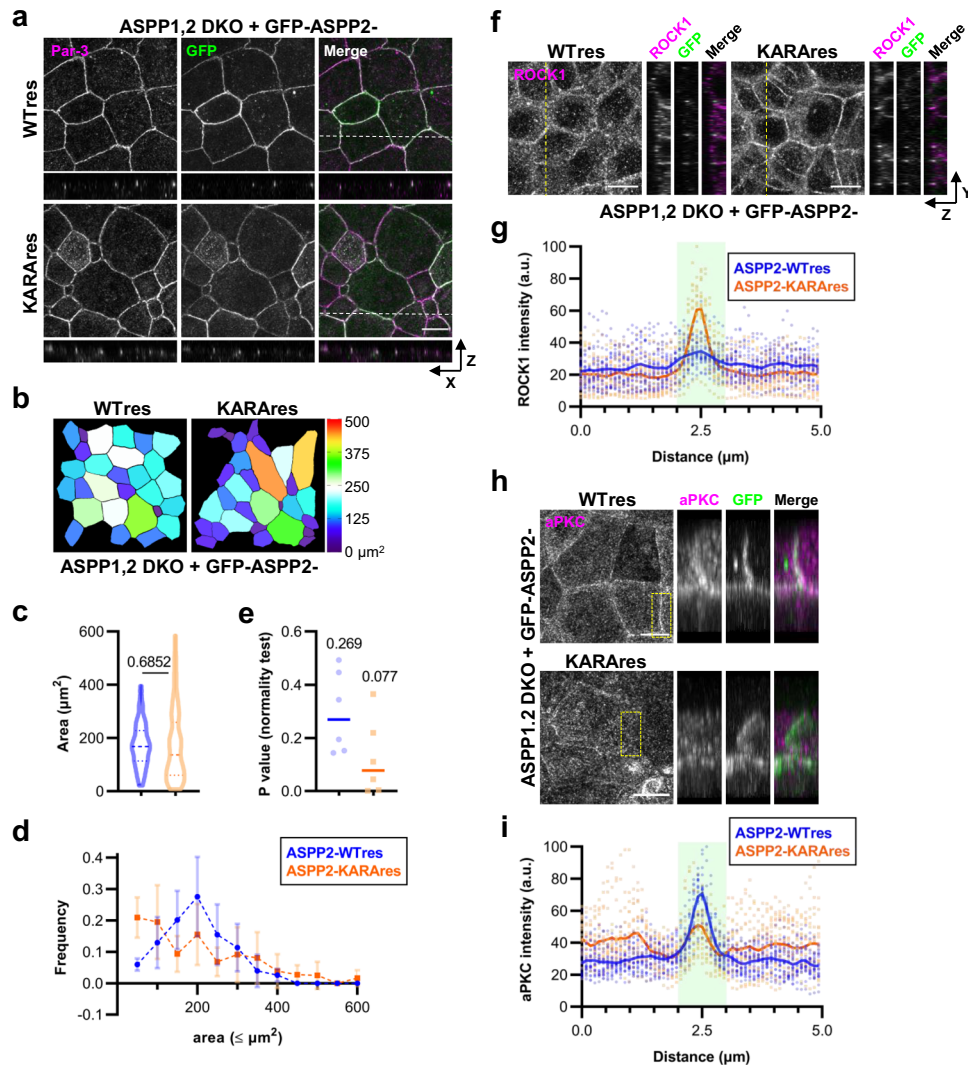 a
ASPP1,2 DKO + GFP-ASPP2-
Par-3 GFP Merge
WTres
KARAres
Z
X
b
WTres KARAres
500
375
250
125
0 µm²
ASPP1,2 DKO + GFP-ASPP2-
c
Area (µm²)
600
400
200
0
0.6852
e
P value (normality test)
0.6
0.4
0.2
0.0
0.269
0.077
d
Frequency
0.4
0.3
0.2
0.1
0.0
-0.1
200 400 600
area (≤ µm²)
ASPP2-WTres
ASPP2-KARAres
f
WTres ROCK1 GFP Merge KARAres ROCK1 GFP Merge
ROCK1
Y
Z
ASPP1,2 DKO + GFP-ASPP2-
g
ROCK1 intensity (a.u.)
100
80
60
40
20
0
0.0 2.5 5.0
Distance (µm)
ASPP2-WTres
ASPP2-KARAres
h
WTres aPKC GFP Merge
aPKC
KARAres
ASPP1.2 DKO + GFP-ASPP2-
i
aPKC intensity (a.u.)
100
80
60
40
20
0
0.0 2.5 5.0
Distance (µm)
ASPP2-WTres
ASPP2-KARAres